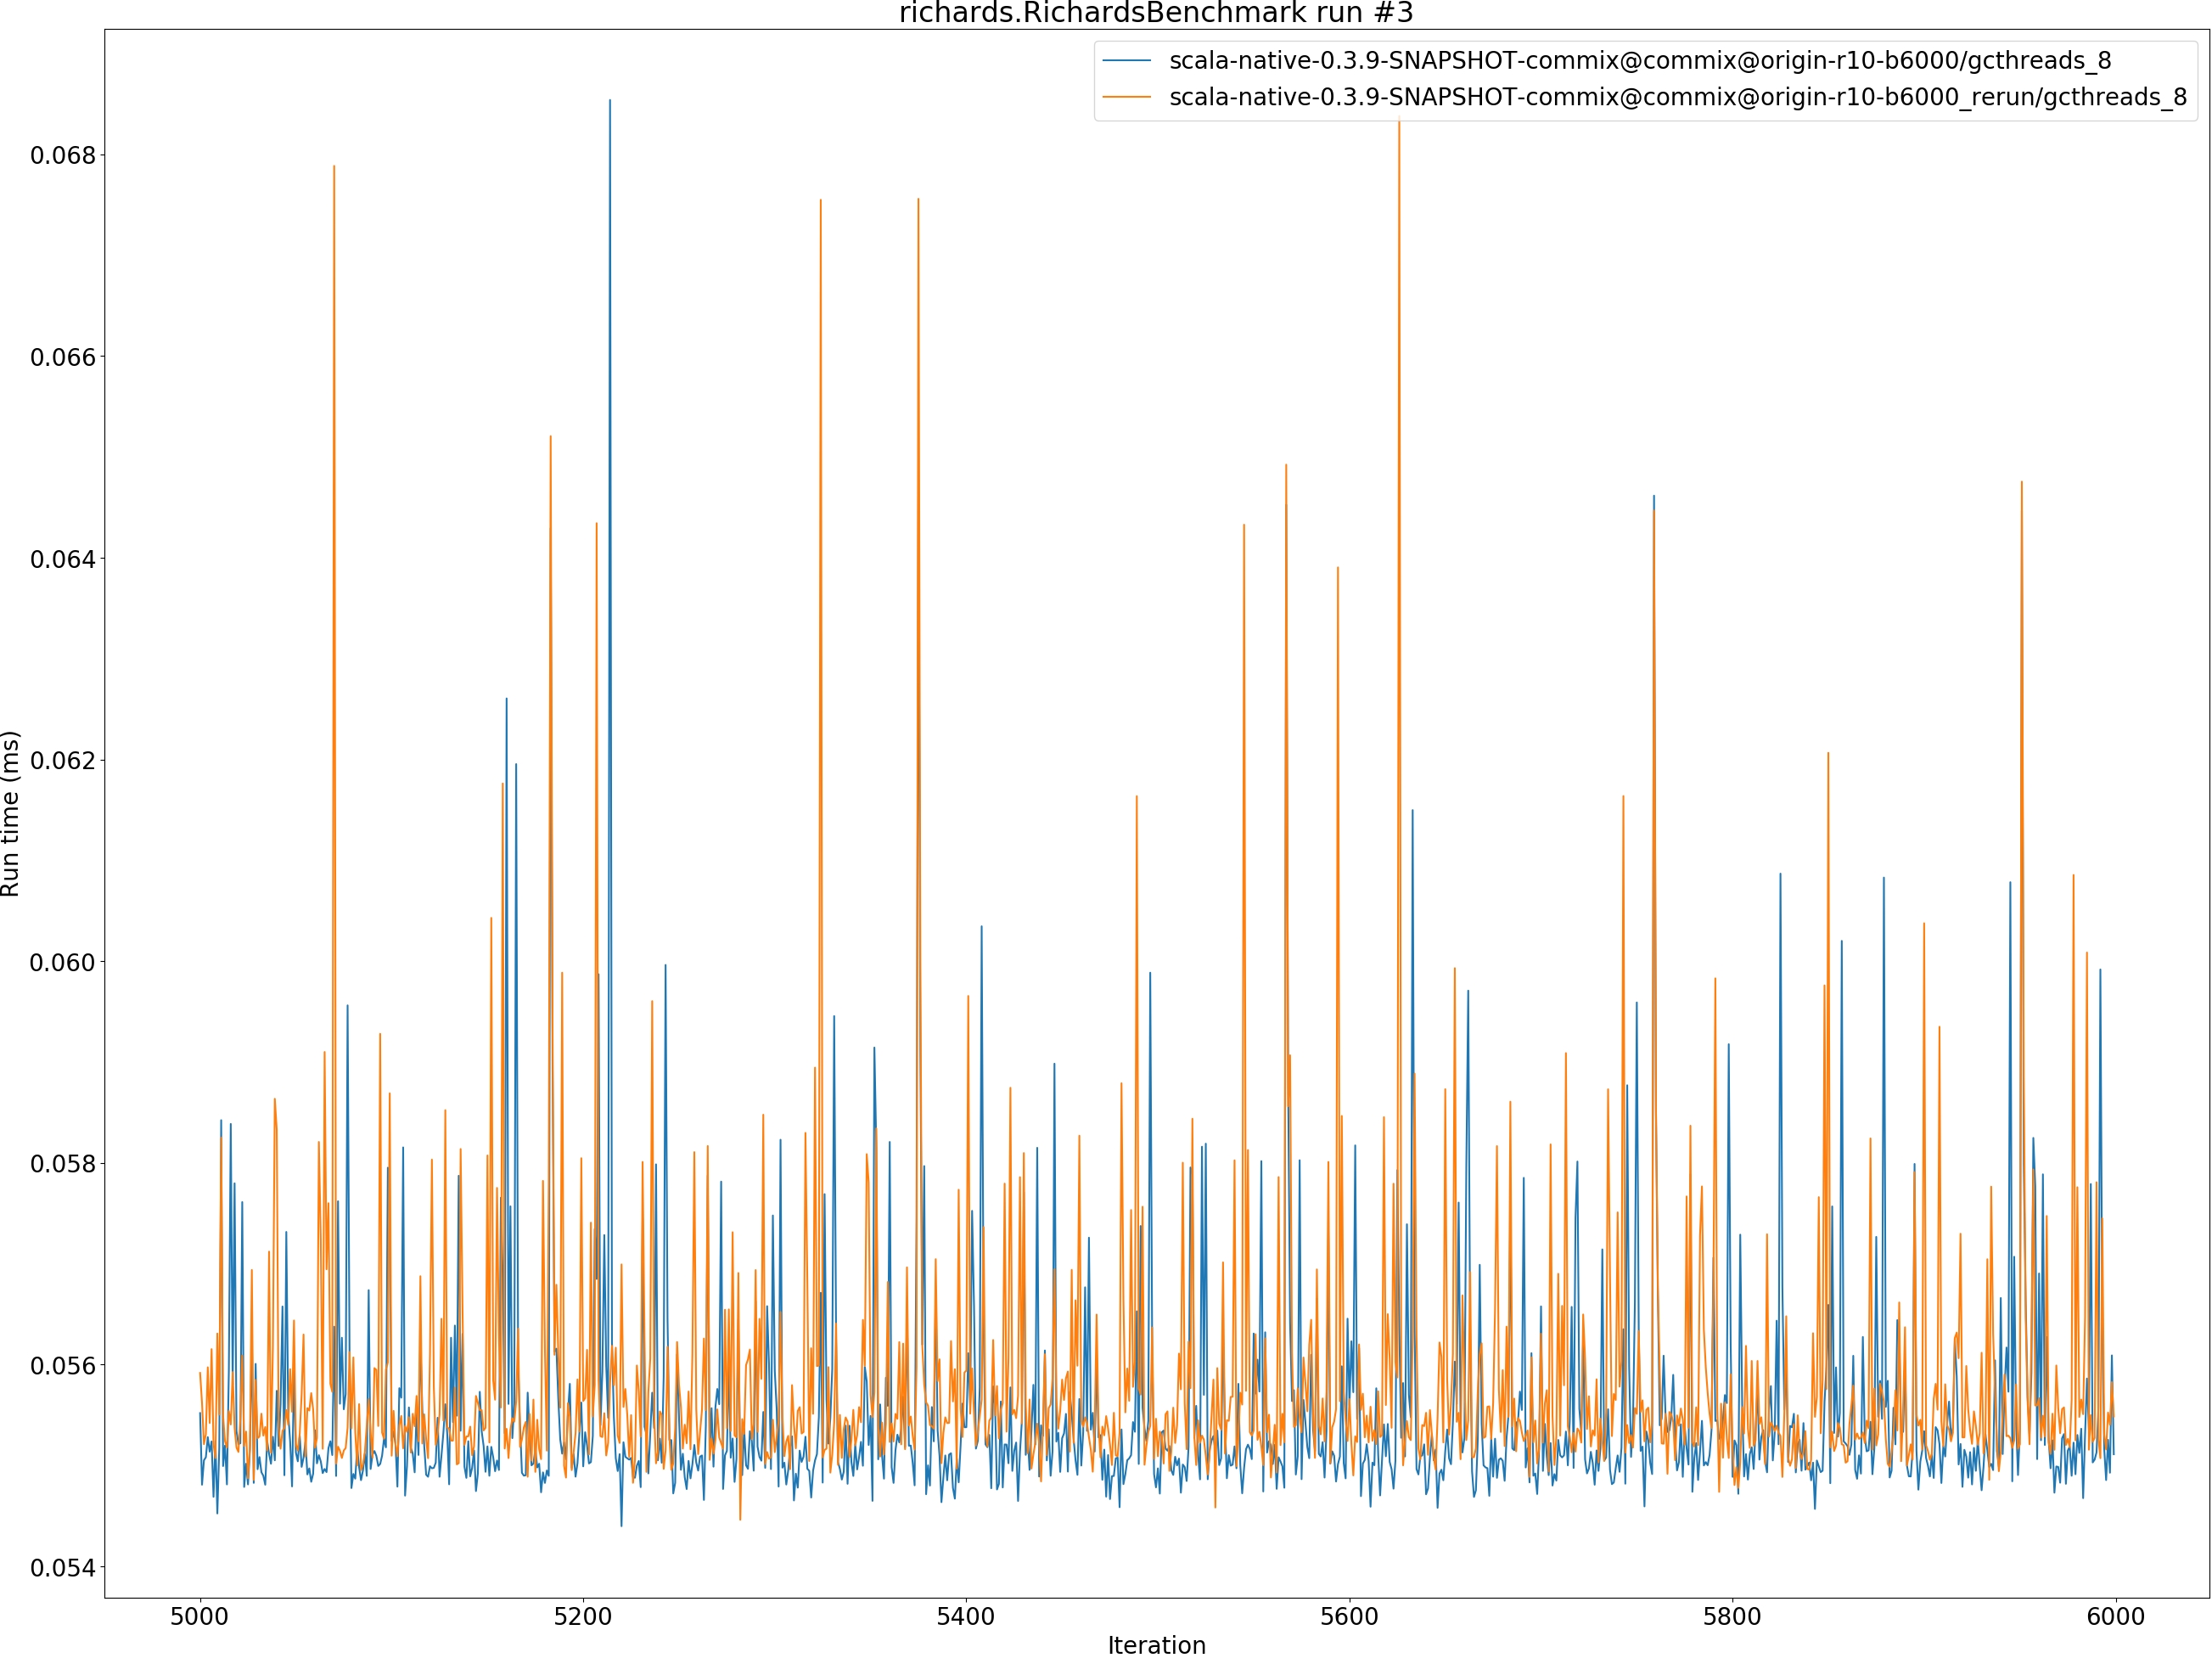 richards.RichardsBenchmark run #3
scala-native-0.3.9-SNAPSHOT-commix@commix@origin-r10-b6000/gcthreads_8
scala-native-0.3.9-SNAPSHOT-commix@commix@origin-r10-b6000_rerun/gcthreads_8
0.068
0.066
0.064
0.062
0.060
0.058
0.056
0.054
Run time (ms)
5000
5200
5400
5600
5800
6000
Iteration